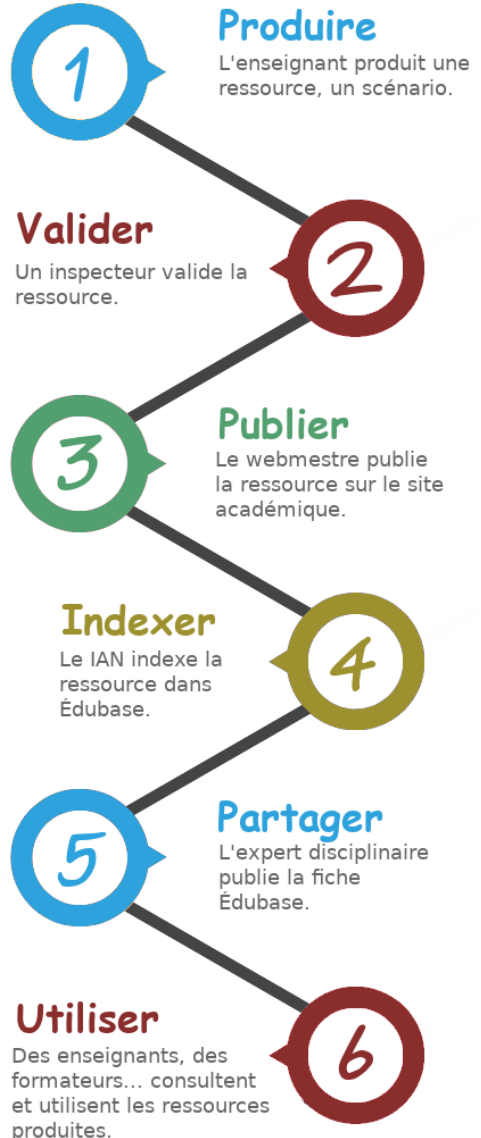 1
Produire
L'enseignant produit une
ressource, un scénario.
2
Valider
Un inspecteur valide la
ressource.
3
Publier
Le webmestre publie
la ressource sur le site
académique.
4
Indexer
Le IAN indexe la
ressource dans
Édubase.
5
Partager
L'expert disciplinaire
publie la fiche
Édubase.
6
Utiliser
Des enseignants, des
formateurs... consultent
et utilisent les ressources
produites.